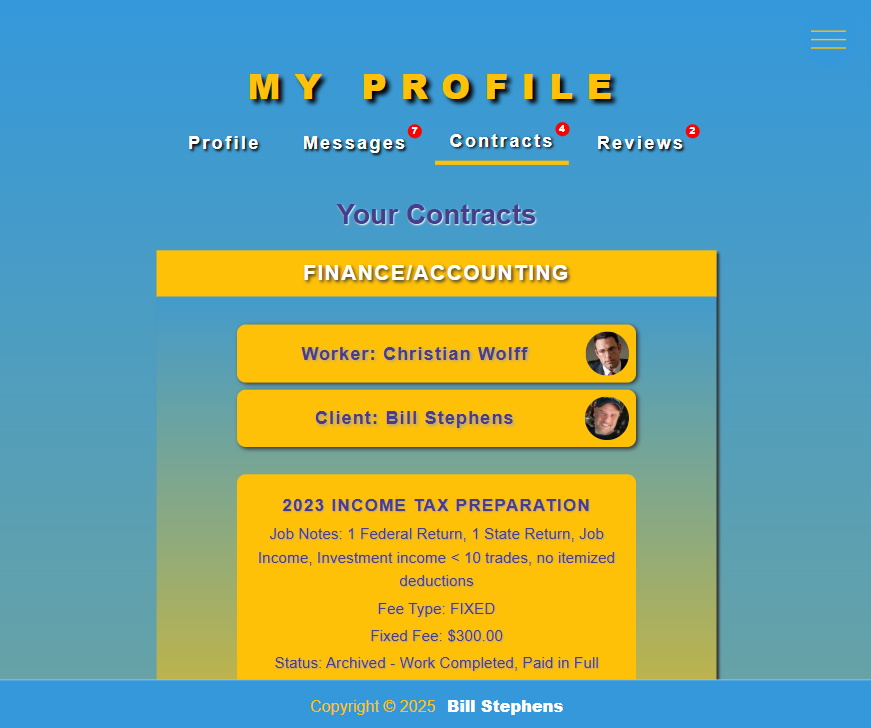 MY PROFILE
Profile
Messages 7
Contracts 4
Reviews 2
Your Contracts
FINANCE/ACCOUNTING
Worker: Christian Wolff
Client: Bill Stephens
2023 INCOME TAX PREPARATION
Job Notes: 1 Federal Return, 1 State Return, Job
Income, Investment income < 10 trades, no itemized
deductions
Fee Type: FIXED
Fixed Fee: $300.00
Status: Archived - Work Completed, Paid in Full
Copyright © 2025 Bill Stephens